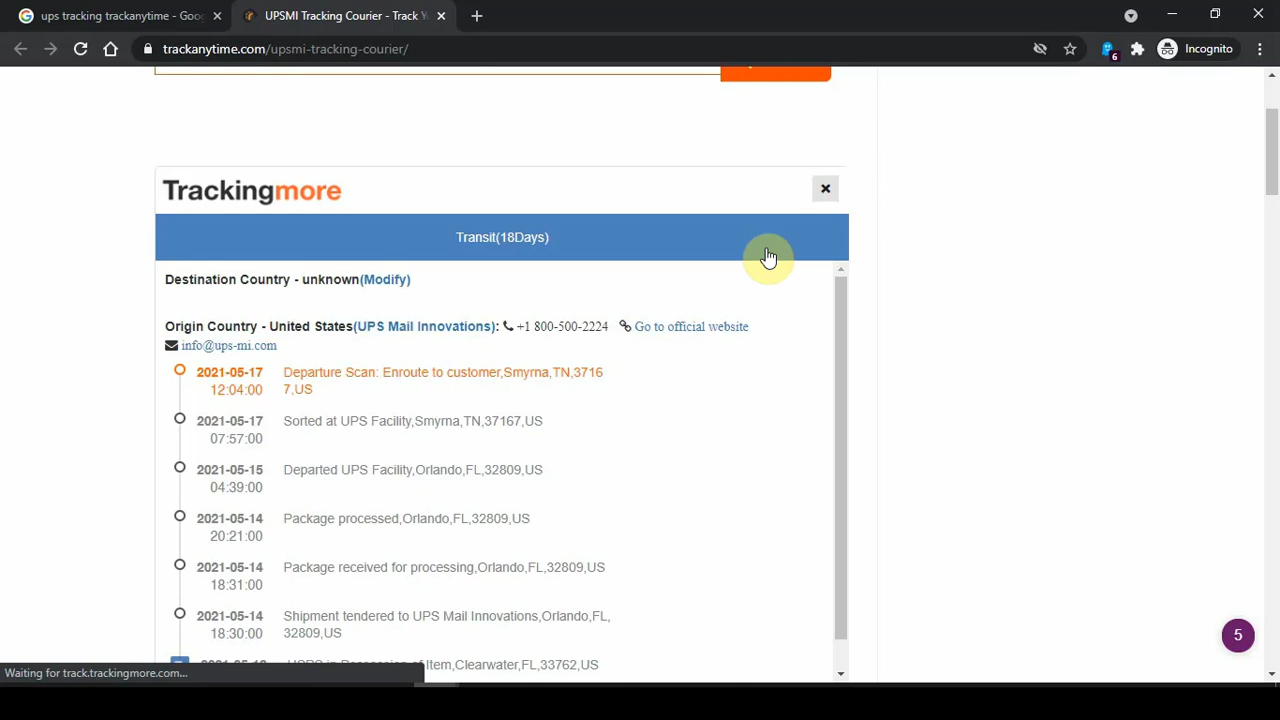 ups tracking trackanytime - Goo
UPSMI Tracking Courier - Track Y
trackanytime.com/upsmi-tracking-courier/
6
Incognito
Trackingmore
Transit(18Days)
Destination Country - unknown(Modify)
Origin Country - United States(UPS Mail Innovations): +1 800-500-2224 Go to official website
info@ups-mi.com
2021-05-17 Departure Scan: Enroute to customer,Smyrna,TN,3716
12:04:00 7,US
2021-05-17 Sorted at UPS Facility,Smyrna,TN,37167,US
07:57:00
2021-05-15 Departed UPS Facility,Orlando,FL,32809,US
04:39:00
2021-05-14 Package processed,Orlando,FL,32809,US
20:21:00
2021-05-14 Package received for processing,Orlando,FL,32809,US
18:31:00
2021-05-14 Shipment tendered to UPS Mail Innovations,Orlando,FL,
18:30:00 32809,US
5
Item,Clearwater,FL,33762,US
Waiting for track.trackingmore.com...